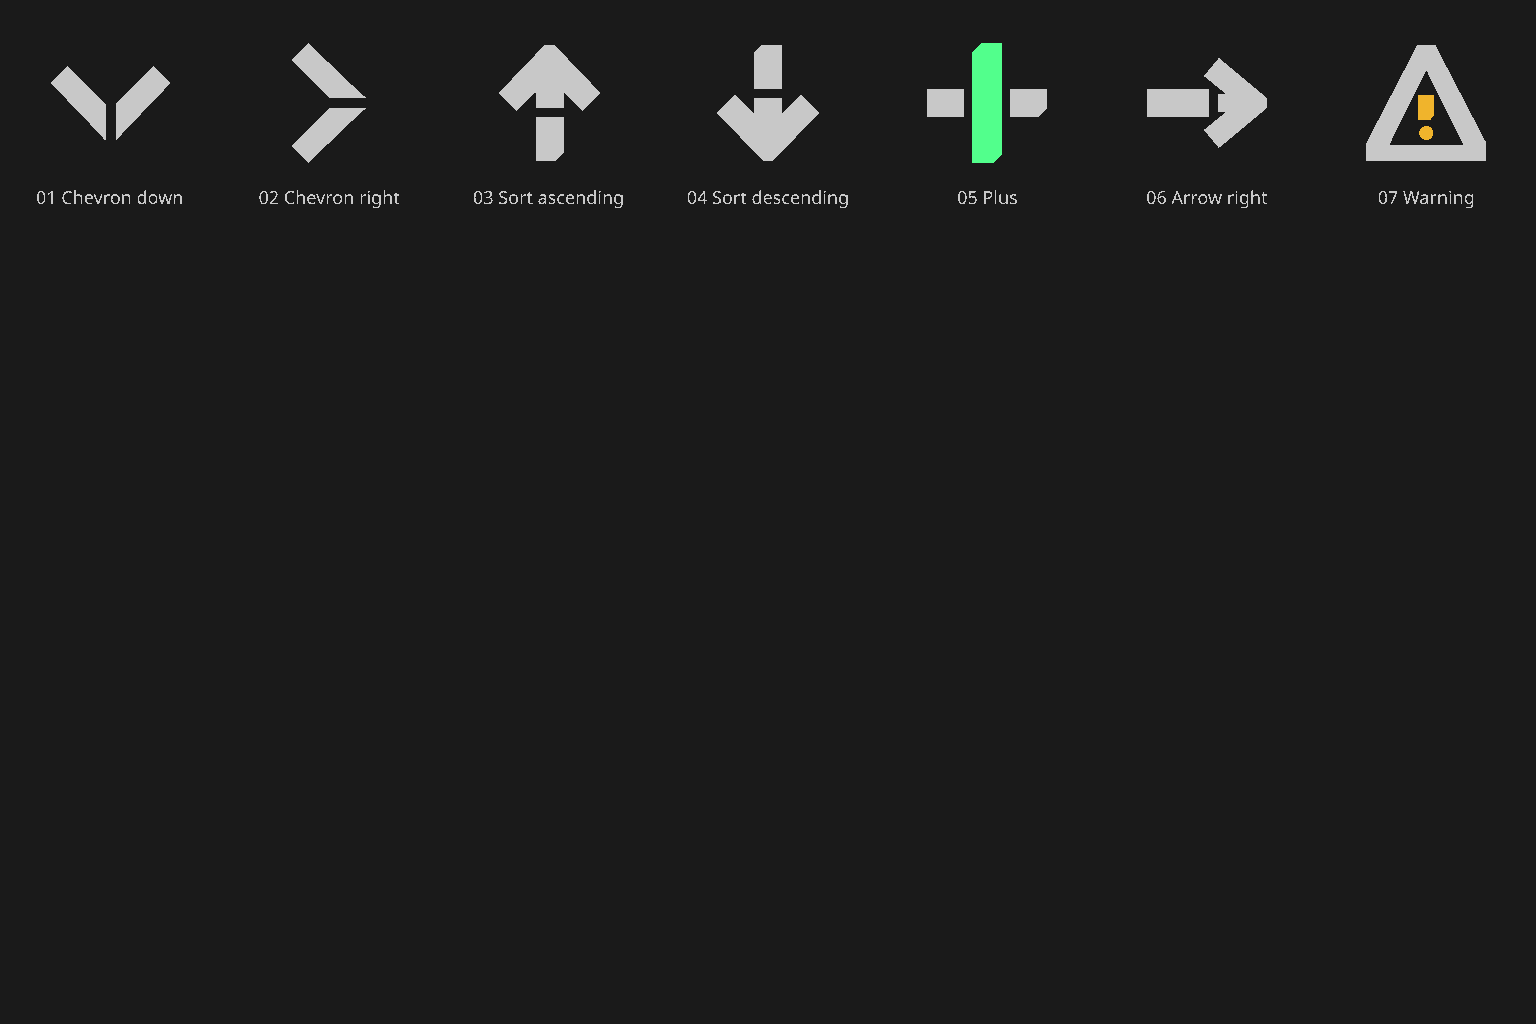 01 Chevron down
02 Chevron right
03 Sort ascending
04 Sort descending
05 Plus
06 Arrow right
07 Warning